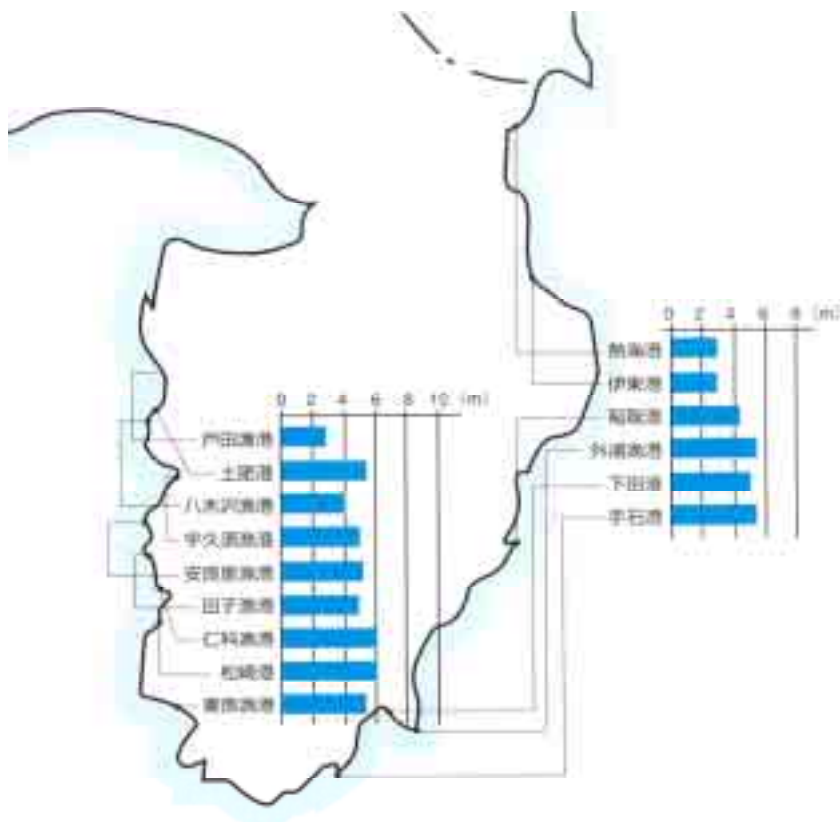 0 2 4 6 8 10 (m)
戸田漁港
土肥港
八木沢漁港
宇久須漁港
安良里漁港
田子漁港
仁科漁港
松崎港
妻良漁港
0 2 4 6 8 (m)
熱海港
伊東港
稲取港
外浦漁港
下田港
手石港